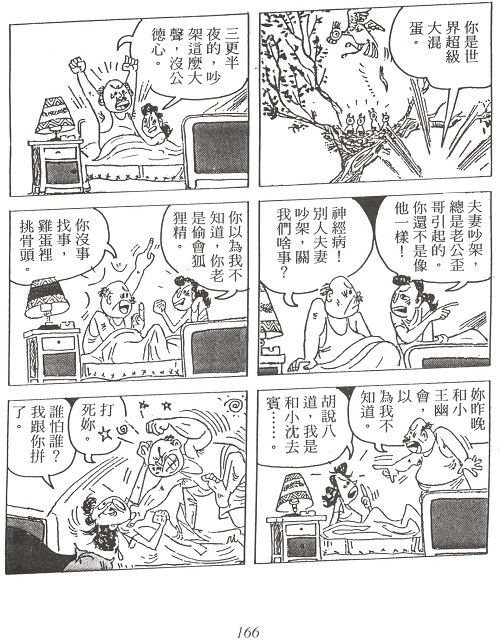 你是世
界超級
大混
蛋。
三更半
夜的，吵
架這麼大
聲，沒公
德心。
夫妻吵架，
總是老公歪
哥引起的。
你還不是像
他一樣！
神經病！
別人夫妻
吵架，關
我們啥事？
你以為我不
知道，你老
是偷會狐
狸精。
你沒事
找事，
雞蛋裡
挑骨頭。
妳昨晚
和小
王幽
會，
以
為我不
知道。
胡說八
道，我是
和小沈去
賓……。
打
死妳。
誰怕誰？
我跟你拼
了。
166